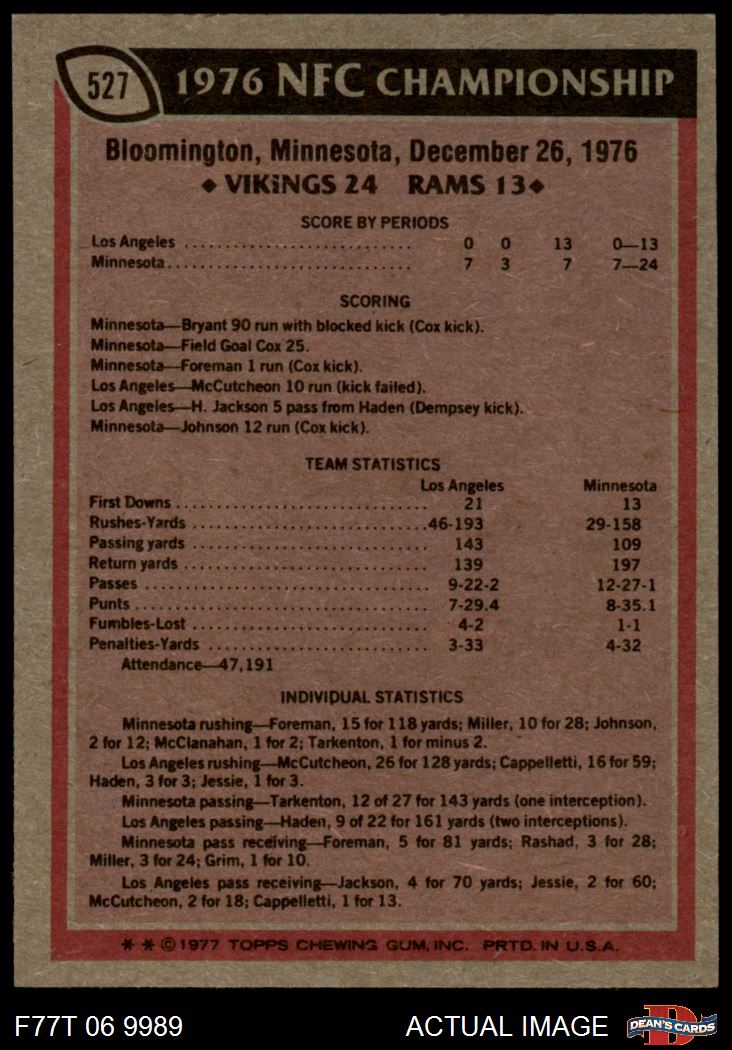 527 1976 NFC CHAMPIONSHIP
Bloomington, Minnesota, December 26, 1976
◆ VIKINGS 24 RAMS 13◆
SCORE BY PERIODS
Los Angeles ............................ 0 0 13 0—13
Minnesota............................... 7 3 7 7—24
SCORING
Minnesota—Bryant 90 run with blocked kick (Cox kick).
Minnesota—Field Goal Cox 25.
Minnesota—Foreman 1 run (Cox kick).
Los Angeles—McCutcheon 10 run (kick failed).
Los Angeles—H. Jackson 5 pass from Haden (Dempsey kick).
Minnesota—Johnson 12 run (Cox kick).
TEAM STATISTICS
Los Angeles Minnesota
First Downs ............................... 21 13
Rushes-Yards .............................46-193 29-158
Passing yards ............................. 143 109
Return yards .............................. 139 197
Passes ................................... 9-22-2 12-27-1
Punts ..................................... 7-29.4 8-35.1
Fumbles-Lost ............................. 4-2 1-1
Penalties-Yards ........................... 3-33 4-32
Attendance—47,191
INDIVIDUAL STATISTICS
Minnesota rushing—Foreman, 15 for 118 yards; Miller, 10 for 28; Johnson,
2 for 12; McClanahan, 1 for 2; Tarkenton, 1 for minus 2.
Los Angeles rushing—McCutcheon, 26 for 128 yards; Cappelletti, 16 for 59;
Haden, 3 for 3; Jessie, 1 for 3.
Minnesota passing—Tarkenton, 12 of 27 for 143 yards (one interception).
Los Angeles passing—Haden, 9 of 22 for 161 yards (two interceptions).
Minnesota pass receiving—Foreman, 5 for 81 yards; Rashad, 3 for 28;
Miller, 3 for 24; Grim, 1 for 10.
Los Angeles pass receiving—Jackson, 4 for 70 yards; Jessie, 2 for 60;
McCutcheon, 2 for 18; Cappelletti, 1 for 13.
* * ©1977 TOPPS CHEWING GUM, INC. PRTD. IN U.S.A.
F77T 06 9989 ACTUAL IMAGE D DEAN'S CARDS